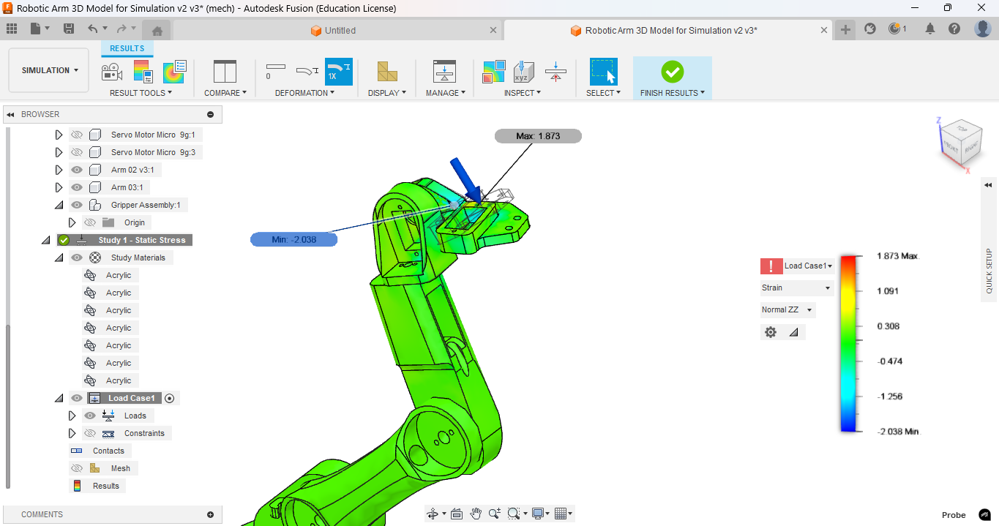 Robotic Arm 3D Model for Simulation v2 v3* (mech) - Autodesk Fusion (Education License)
Untitled
Robotic Arm 3D Model for Simulation v2 v3*
1
RESULTS
SIMULATION
0
1X
xyz
RESULT TOOLS
COMPARE
DEFORMATION
DISPLAY
MANAGE
INSPECT
SELECT
FINISH RESULTS
BROWSER
Servo Motor Micro 9g:1
Servo Motor Micro 9g:3
Arm 02 v3:1
Arm 03:1
Gripper Assembly:1
Origin
Study 1 - Static Stress
Study Materials
Acrylic
Acrylic
Acrylic
Acrylic
Acrylic
Acrylic
Acrylic
Load Case1
Loads
Constraints
Contacts
Mesh
Results
COMMENTS
Max: 1.873
Min: -2.038
Z
TOP
FRONT
RIGHT
X
QUICK SETUP
Load Case1
Strain
Normal ZZ
1.873 Max.
1.091
0.308
-0.474
-1.256
-2.038 Min.
Probe